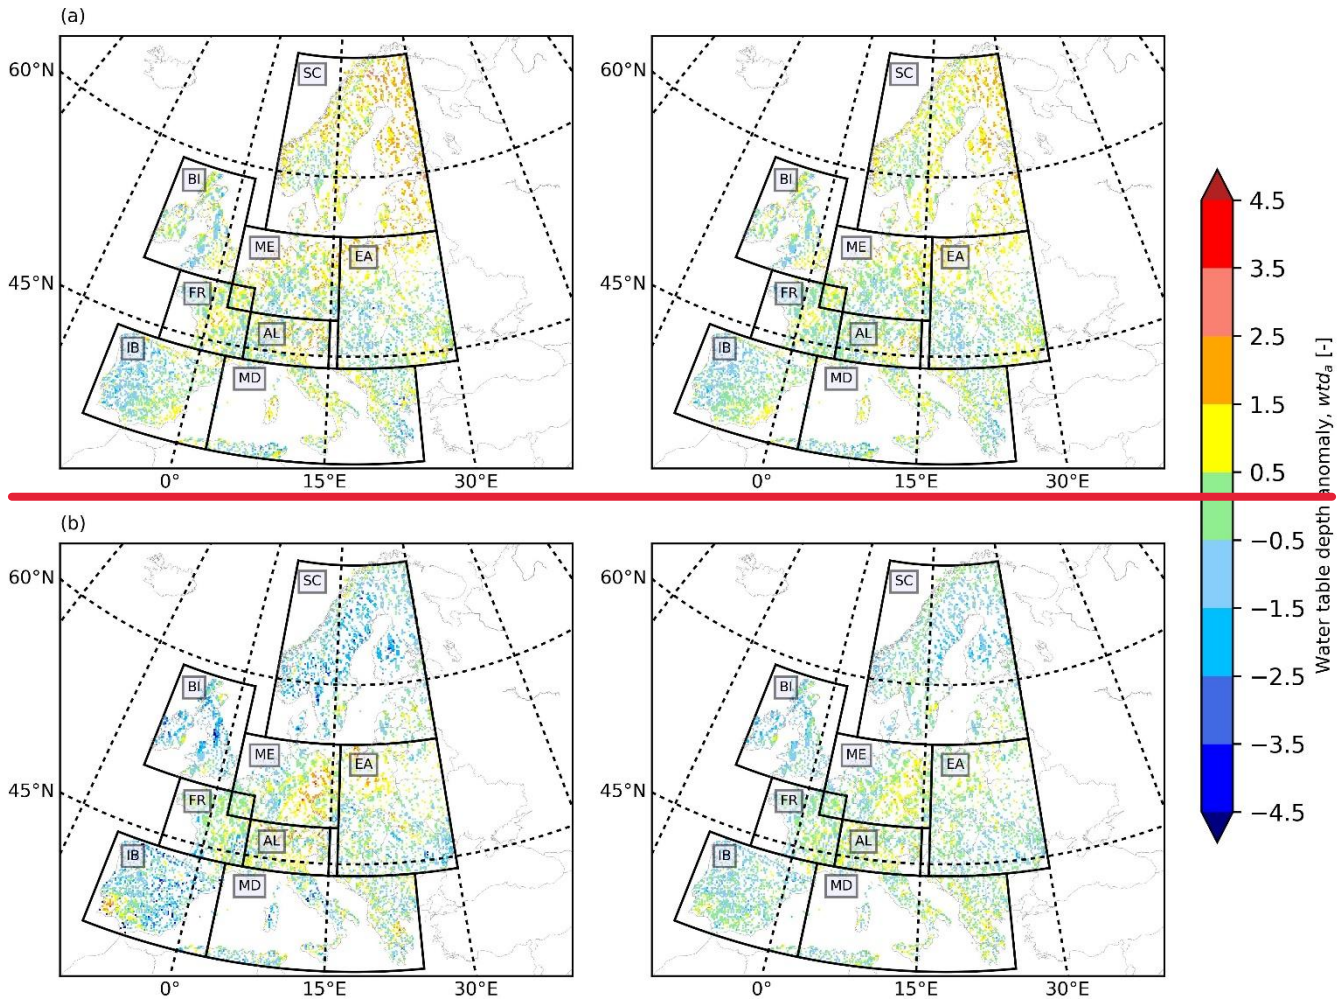 (a)
60°N
45°N
SC
BI
ME
EA
FR
AL
IB
MD
0°
15°E
30°E
60°N
45°N
SC
BI
ME
EA
FR
AL
IB
MD
0°
15°E
30°E
(b)
60°N
45°N
SC
BI
ME
EA
FR
AL
IB
MD
0°
15°E
30°E
60°N
45°N
SC
BI
ME
EA
FR
AL
IB
MD
0°
15°E
30°E
4.5
3.5
2.5
1.5
0.5
−0.5
−1.5
−2.5
−3.5
−4.5
Water table depth anomaly, wtdₐ [-]